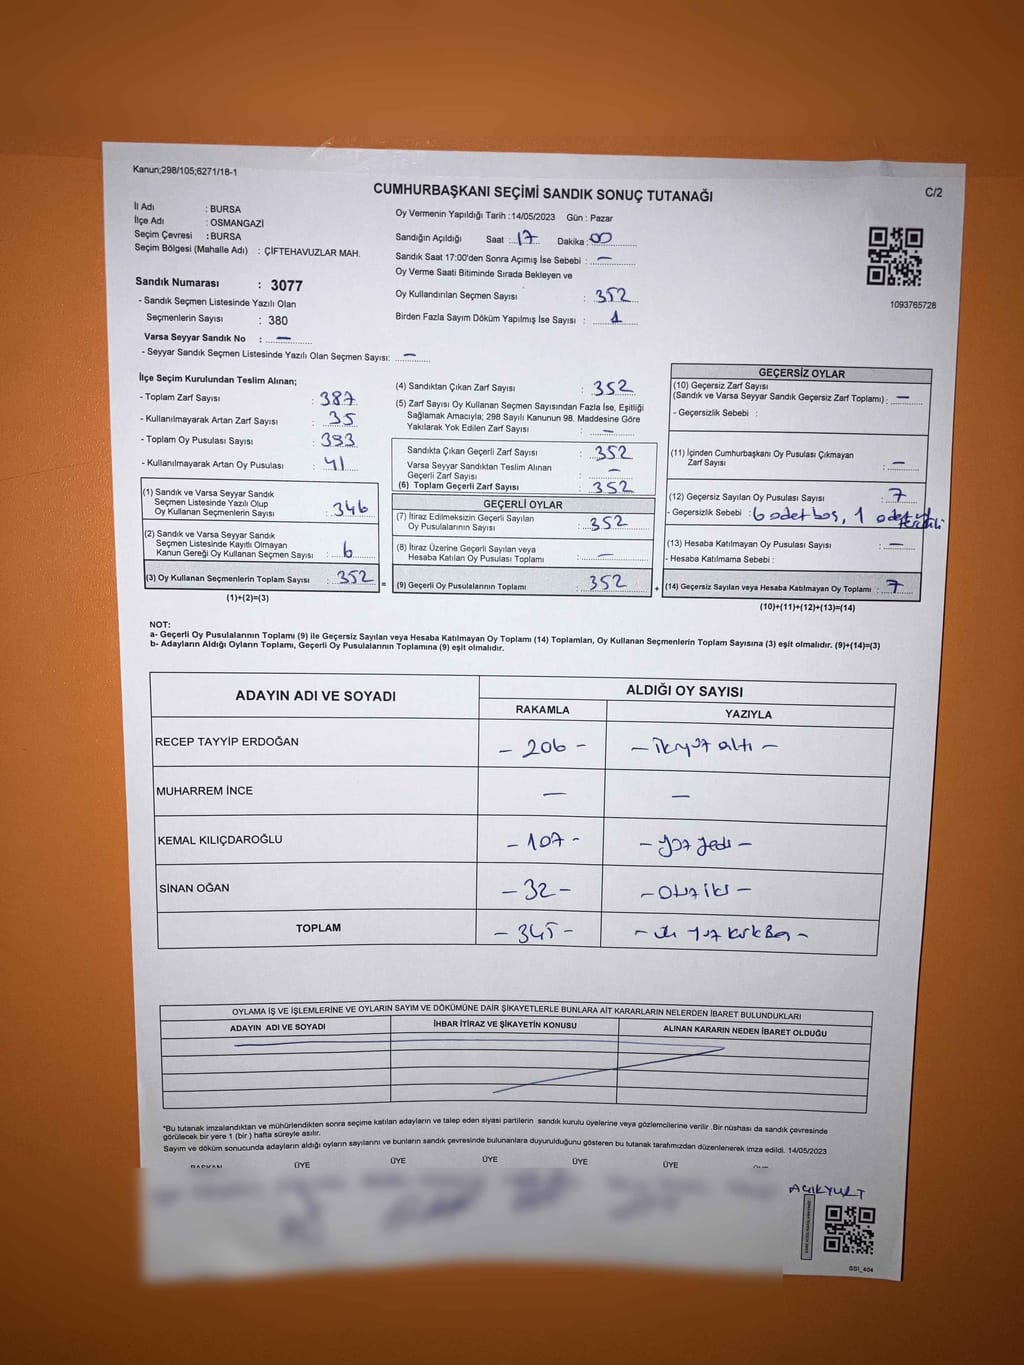 Kanun;298/105;6271/18-1
CUMHURBAŞKANI SEÇİMİ SANDIK SONUÇ TUTANAĞI
C/2
İl Adı : BURSA
İlçe Adı : OSMANGAZİ
Seçim Çevresi : BURSA
Seçim Bölgesi (Mahalle Adı) : ÇİFTEHAVUZLAR MAH.
Sandık Numarası : 3077
- Sandık Seçmen Listesinde Yazılı Olan
Seçmenlerin Sayısı : 380
Varsa Seyyar Sandık No : —
- Seyyar Sandık Seçmen Listesinde Yazılı Olan Seçmen Sayısı: —
Oy Vermenin Yapıldığı Tarih :14/05/2023 Gün : Pazar
Sandığın Açıldığı Saat : 17 Dakika : 00
Sandık Saat 17:00'den Sonra Açımış İse Sebebi : —
Oy Verme Saati Bitiminde Sırada Bekleyen ve
Oy Kullandırılan Seçmen Sayısı : 352
Birden Fazla Sayım Döküm Yapılmış İse Sayısı : 1
1093765728
İlçe Seçim Kurulundan Teslim Alınan;
- Toplam Zarf Sayısı : 387
- Kullanılmayarak Artan Zarf Sayısı : 35
- Toplam Oy Pusulası Sayısı : 393
- Kullanılmayarak Artan Oy Pusulası : 41
(1) Sandık ve Varsa Seyyar Sandık
Seçmen Listesinde Yazılı Olup
Oy Kullanan Seçmenlerin Sayısı : 346
(2) Sandık ve Varsa Seyyar Sandık
Seçmen Listesinde Kayıtlı Olmayan
Kanun Gereği Oy Kullanan Seçmen Sayısı : 6
(3) Oy Kullanan Seçmenlerin Toplam Sayısı : 352 =
(1)+(2)=(3)
(4) Sandıktan Çıkan Zarf Sayısı : 352
(5) Zarf Sayısı Oy Kullanan Seçmen Sayısından Fazla İse, Eşitliği
Sağlamak Amacıyla; 298 Sayılı Kanunun 98. Maddesine Göre
Yakılarak Yok Edilen Zarf Sayısı : —
Sandıkta Çıkan Geçerli Zarf Sayısı : 352
Varsa Seyyar Sandıktan Teslim Alınan
Geçerli Zarf Sayısı : —
(6) Toplam Geçerli Zarf Sayısı : 352
GEÇERLİ OYLAR
(7) İtiraz Edilmeksizin Geçerli Sayılan
Oy Pusulalarının Sayısı : 352
(8) İtiraz Üzerine Geçerli Sayılan veya
Hesaba Katılan Oy Pusulası Toplamı : —
(9) Geçerli Oy Pusulalarının Toplamı : 352 +
GEÇERSİZ OYLAR
(10) Geçersiz Zarf Sayısı
(Sandık ve Varsa Seyyar Sandık Geçersiz Zarf Toplamı) : —
- Geçersizlik Sebebi :
(11) İçinden Cumhurbaşkanı Oy Pusulası Çıkmayan
Zarf Sayısı : —
(12) Geçersiz Sayılan Oy Pusulası Sayısı : 7
- Geçersizlik Sebebi : 6 adet boş, 1 adet
(13) Hesaba Katılmayan Oy Pusulası Sayısı : —
- Hesaba Katılmama Sebebi :
(14) Geçersiz Sayılan veya Hesaba Katılmayan Oy Toplamı : 7
(10)+(11)+(12)+(13)=(14)
NOT:
a- Geçerli Oy Pusulalarının Toplamı (9) ile Geçersiz Sayılan veya Hesaba Katılmayan Oy Toplamı (14) Toplamları, Oy Kullanan Seçmenlerin Toplam Sayısına (3) eşit olmalıdır. (9)+(14)=(3)
b- Adayların Aldığı Oyların Toplamı, Geçerli Oy Pusulalarının Toplamına (9) eşit olmalıdır.
ADAYIN ADI VE SOYADI ALDIĞI OY SAYISI
RAKAMLA YAZIYLA
RECEP TAYYİP ERDOĞAN - 206 - - ikiyüz altı -
MUHARREM İNCE — —
KEMAL KILIÇDAROĞLU - 107 - - yüz yedi -
SİNAN OĞAN - 32 - - otuz iki -
TOPLAM - 345 - - üç yüz kırk Beş -
OYLAMA İŞ VE İŞLEMLERİNE VE OYLARIN SAYIM VE DÖKÜMÜNE DAİR ŞİKAYETLERLE BUNLARA AİT KARARLARIN NELERDEN İBARET BULUNDUKLARI
ADAYIN ADI VE SOYADI İHBAR İTİRAZ VE ŞİKAYETİN KONUSU ALINAN KARARIN NEDEN İBARET OLDUĞU
*Bu tutanak imzalandıktan ve mühürlendikten sonra seçime katılan adayların ve talep eden siyasi partilerin sandık kurulu üyelerine veya gözlemcilerine verilir .Bir nüshası da sandık çevresinde
görülecek bir yere 1 (bir ) hafta süreyle asılır.
Sayım ve döküm sonucunda adayların aldığı oyların sayılarını ve bunların sandık çevresinde bulunanlara duyurulduğunu gösteren bu tutanak tarafımızdan düzenlenerek imza edildi. 14/05/2023
BAŞKAN ÜYE ÜYE ÜYE ÜYE ÜYE ÜYE
AÇIKYURT